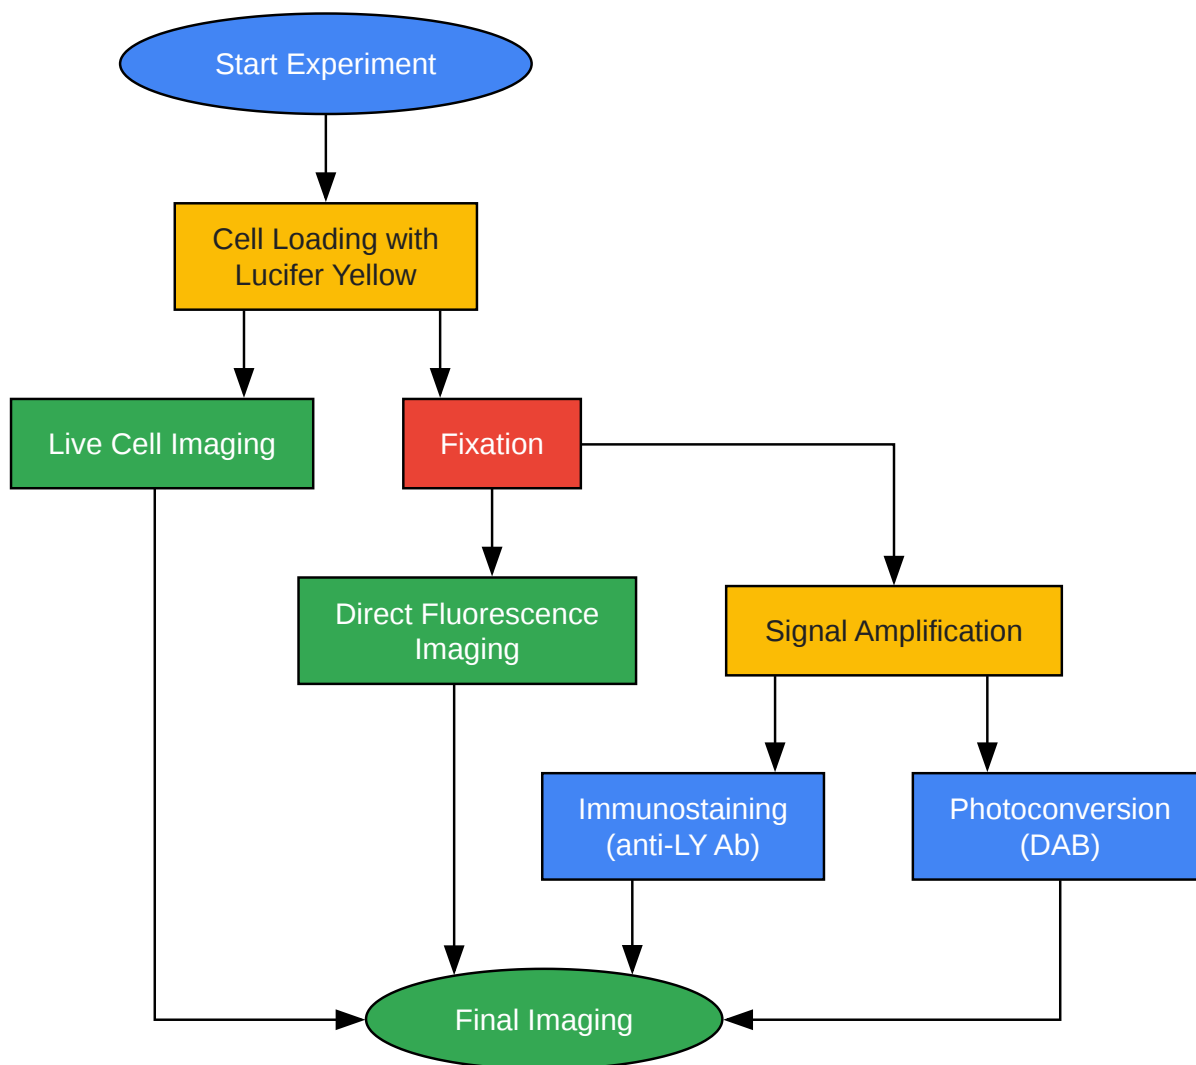 Start Experiment
Cell Loading with
Lucifer Yellow
Live Cell Imaging
Fixation
Direct Fluorescence
Imaging
Signal Amplification
Immunostaining
(anti-LY Ab)
Photoconversion
(DAB)
Final Imaging